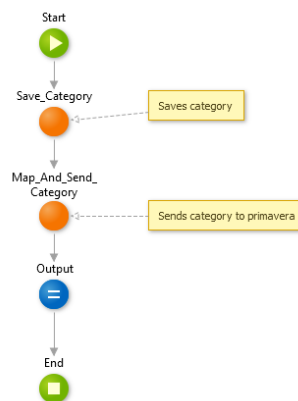 Start
Save_Category
Saves category
Map_And_Send_
Category
Sends category to primavera
Output
End